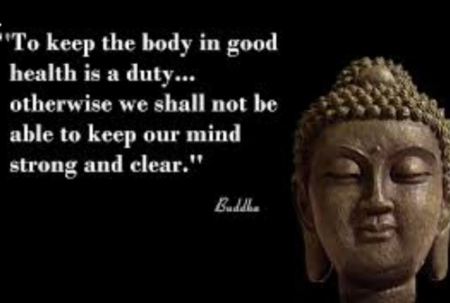 "To keep the body in good
health is a duty...
otherwise we shall not be
able to keep our mind
strong and clear."
Buddha